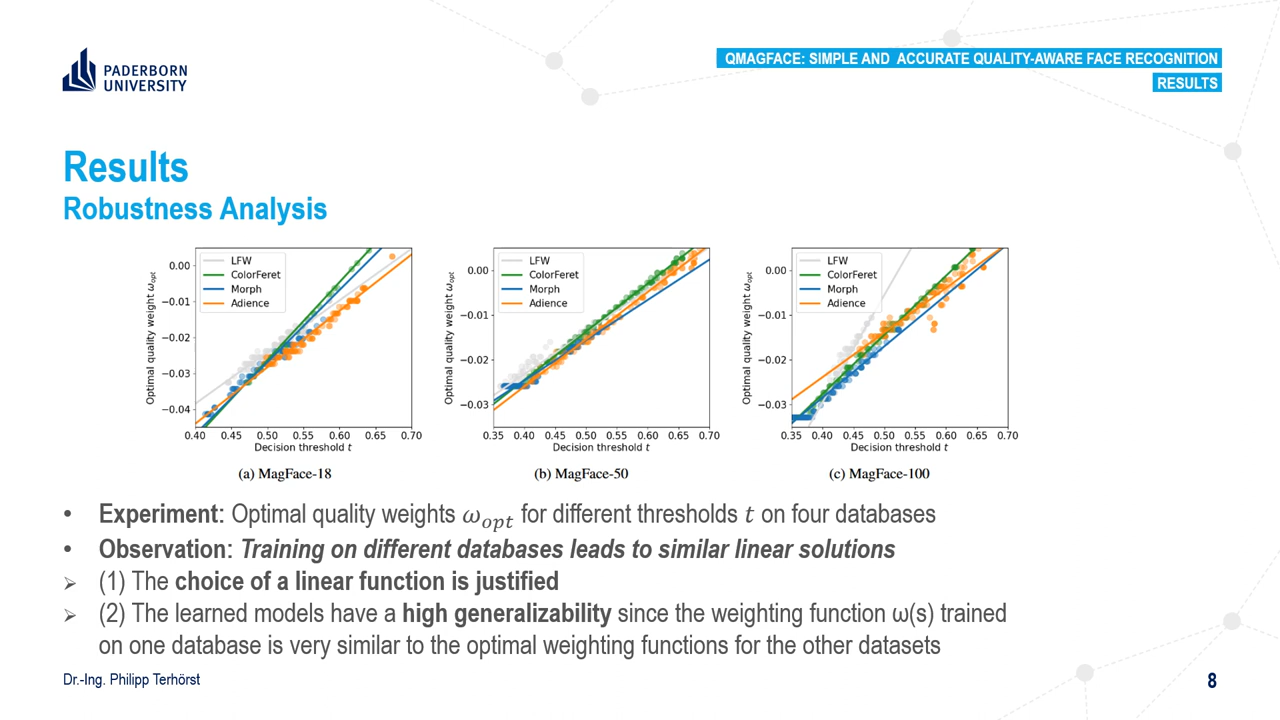 PADERBORN
UNIVERSITY
QMAGFACE: SIMPLE AND ACCURATE QUALITY-AWARE FACE RECOGNITION
RESULTS
Results
Robustness Analysis
Optimal quality weight ω_opt
0.00
−0.01
−0.02
−0.03
−0.04
LFW
ColorFeret
Morph
Adience
0.40 0.45 0.50 0.55 0.60 0.65 0.70
Decision threshold t
(a) MagFace-18
Optimal quality weight ω_opt
0.00
−0.01
−0.02
−0.03
LFW
ColorFeret
Morph
Adience
0.35 0.40 0.45 0.50 0.55 0.60 0.65 0.70
Decision threshold t
(b) MagFace-50
Optimal quality weight ω_opt
0.00
−0.01
−0.02
−0.03
LFW
ColorFeret
Morph
Adience
0.35 0.40 0.45 0.50 0.55 0.60 0.65 0.70
Decision threshold t
(c) MagFace-100
• Experiment: Optimal quality weights ω_opt for different thresholds t on four databases
• Observation: Training on different databases leads to similar linear solutions
➢ (1) The choice of a linear function is justified
➢ (2) The learned models have a high generalizability since the weighting function ω(s) trained
on one database is very similar to the optimal weighting functions for the other datasets
Dr.-Ing. Philipp Terhörst
8